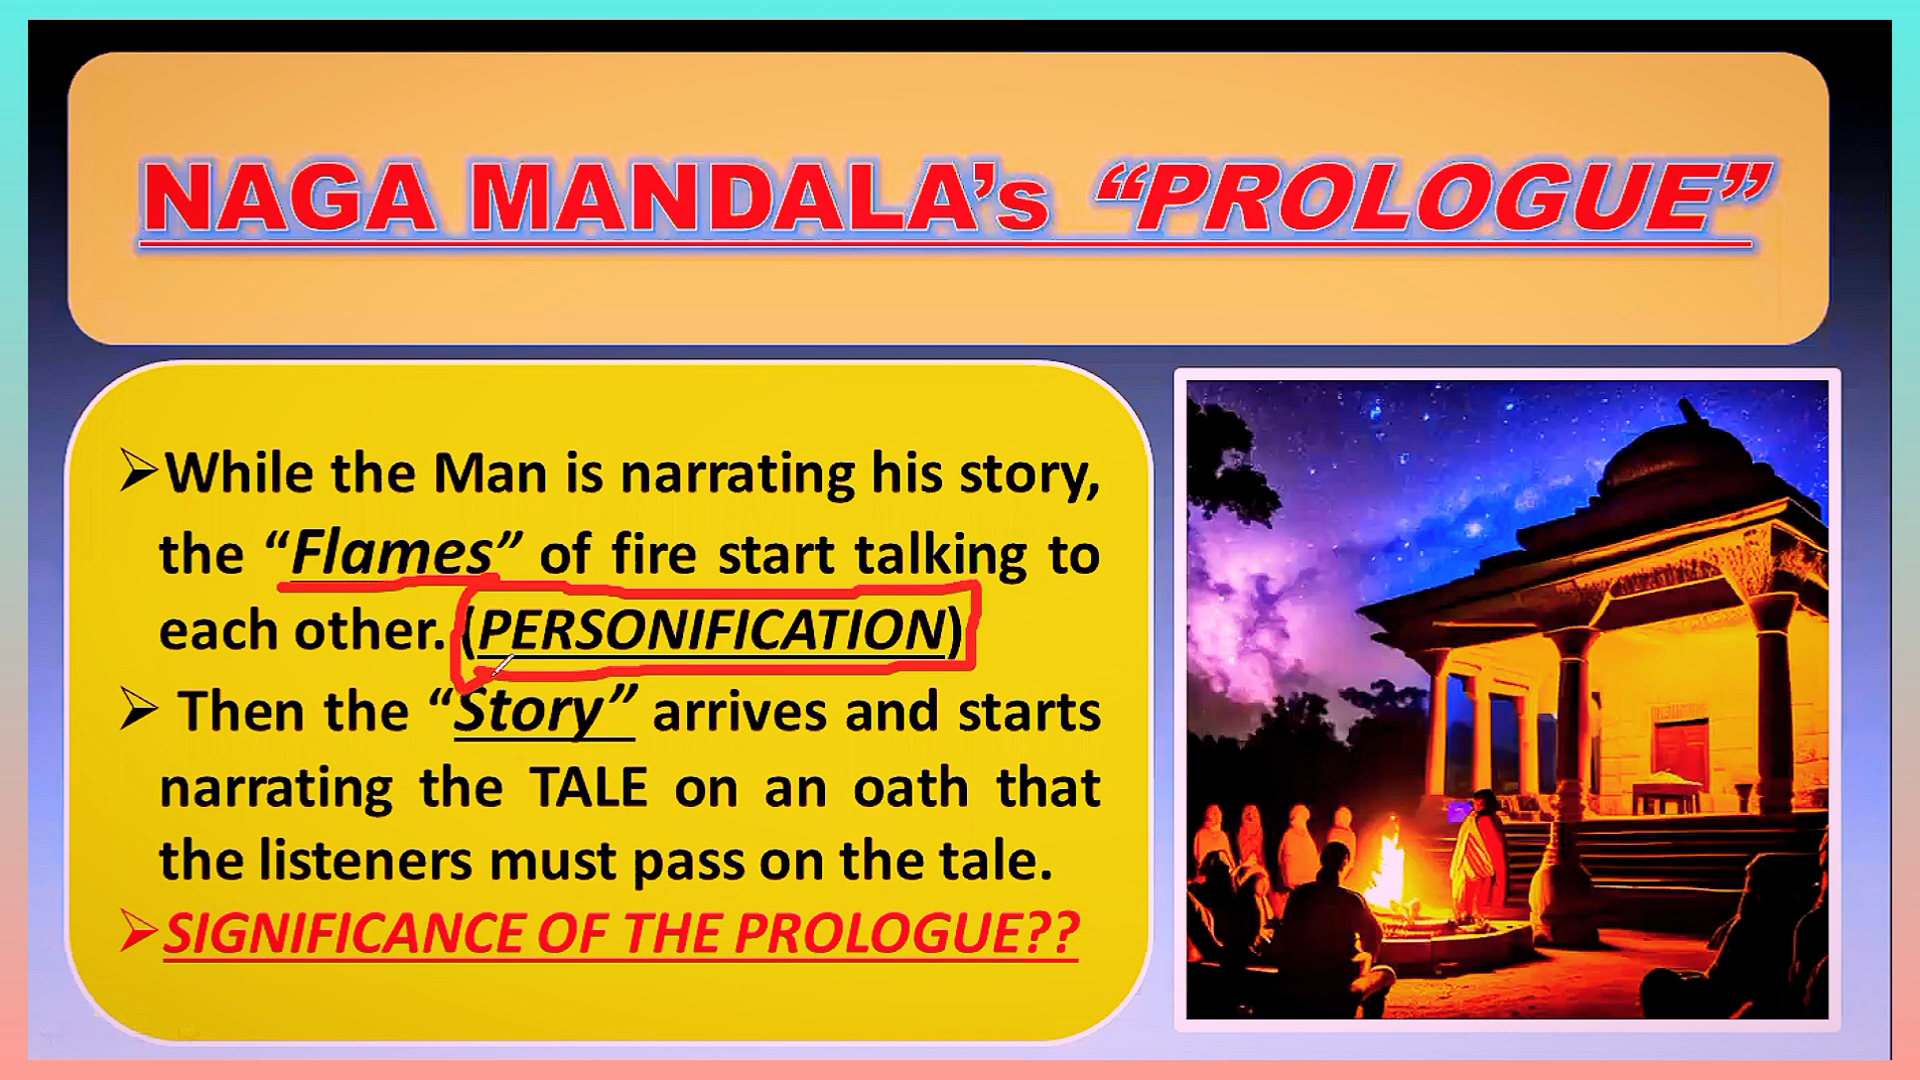 NAGA MANDALA’s “PROLOGUE”
While the Man is narrating his story,
the “Flames” of fire start talking to
each other. (PERSONIFICATION)
Then the “Story” arrives and starts
narrating the TALE on an oath that
the listeners must pass on the tale.
SIGNIFICANCE OF THE PROLOGUE??